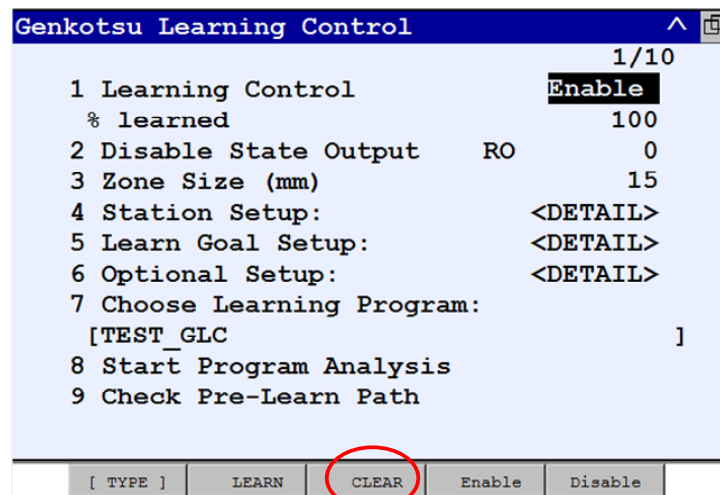 Genkotsu Learning Control
1/10
1 Learning Control Enable
% learned 100
2 Disable State Output RO 0
3 Zone Size (mm) 15
4 Station Setup: <DETAIL>
5 Learn Goal Setup: <DETAIL>
6 Optional Setup: <DETAIL>
7 Choose Learning Program:
[TEST_GLC ]
8 Start Program Analysis
9 Check Pre-Learn Path
[ TYPE ] LEARN CLEAR Enable Disable